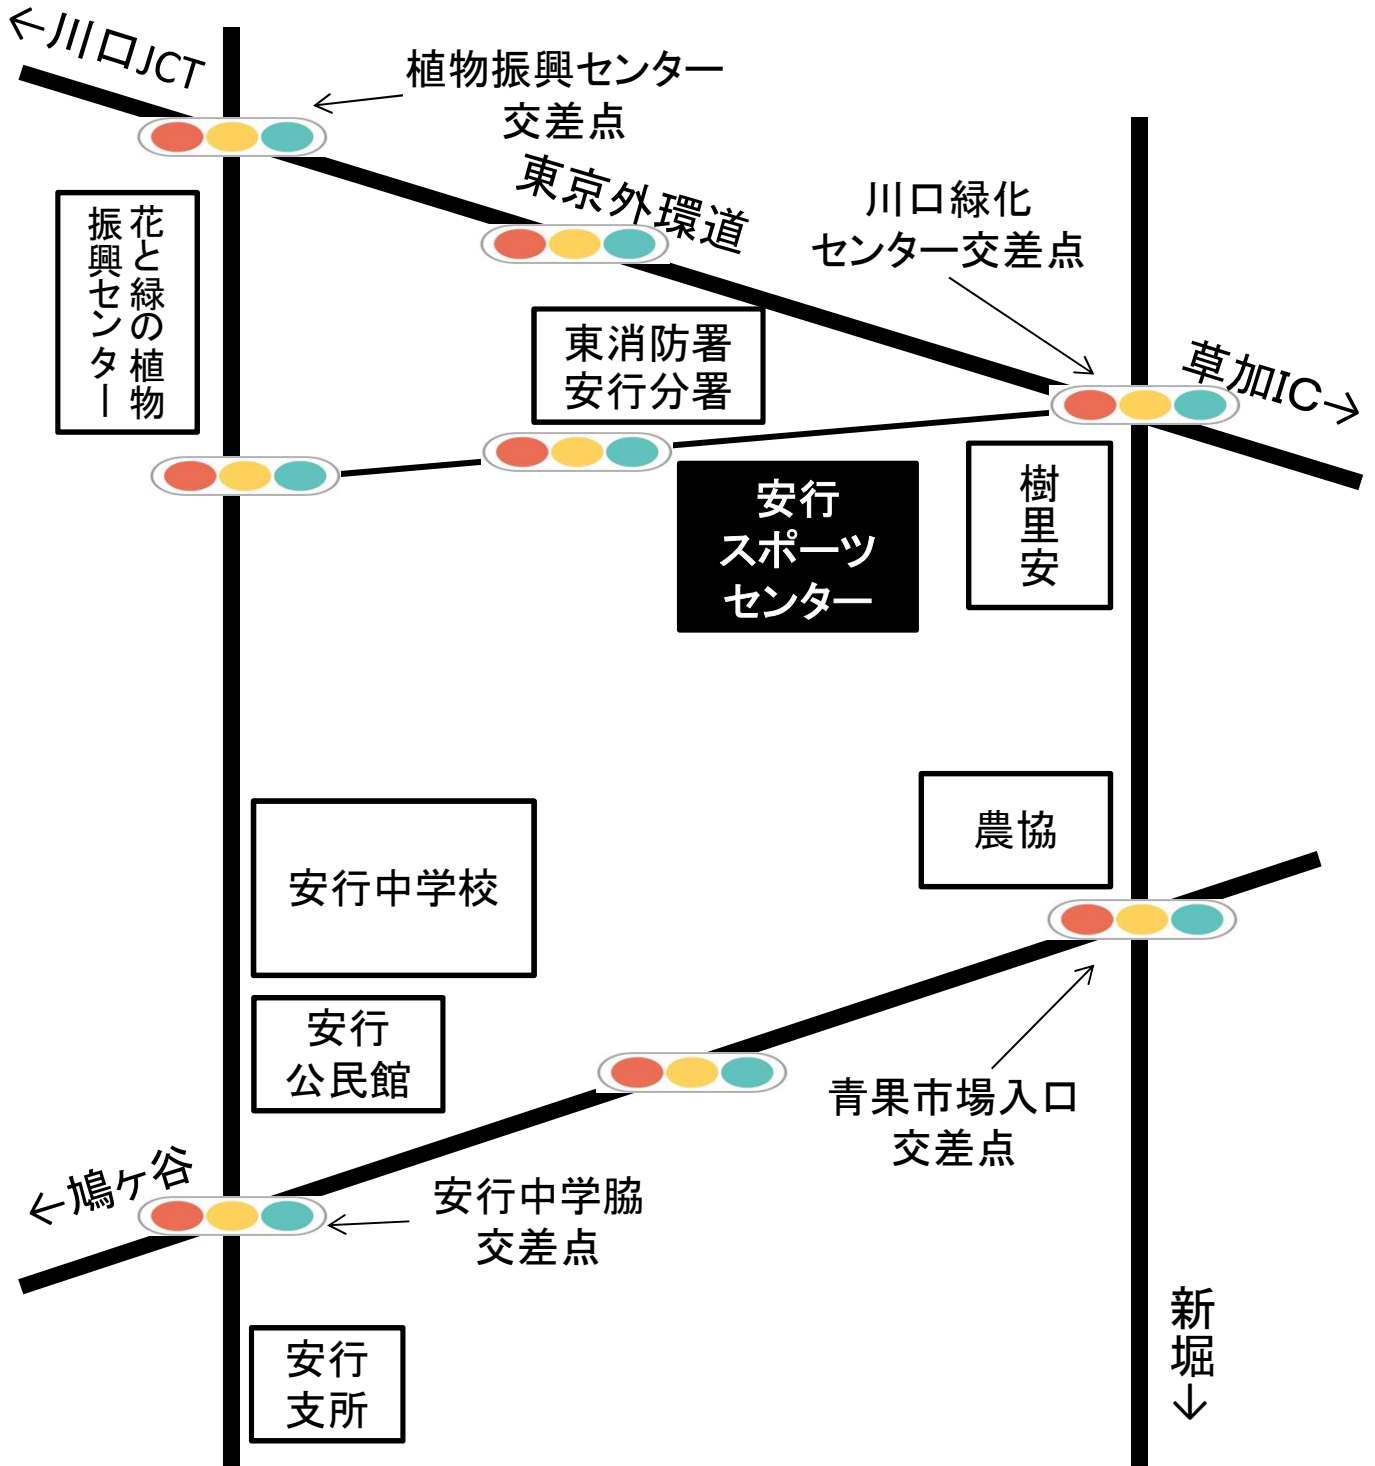 ←川口JCT
植物振興センター
交差点
東京外環道
川口緑化
センター交差点
花と緑の植物
振興センター
東消防署
安行分署
草加IC→
安行
スポーツ
センター
樹里安
農協
安行中学校
安行
公民館
青果市場入口
交差点
←鳩ヶ谷
安行中学脇
交差点
新堀↓
安行
支所